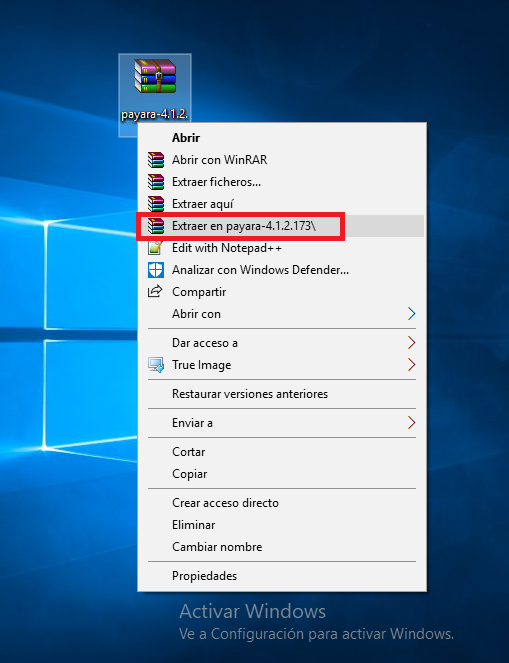 payara-4.1.2.
Abrir
Abrir con WinRAR
Extraer ficheros...
Extraer aquí
Extraer en payara-4.1.2.173\
Edit with Notepad++
Analizar con Windows Defender...
Compartir
Abrir con
Dar acceso a
True Image
Restaurar versiones anteriores
Enviar a
Cortar
Copiar
Crear acceso directo
Eliminar
Cambiar nombre
Propiedades
Activar Windows
Ve a Configuración para activar Windows.